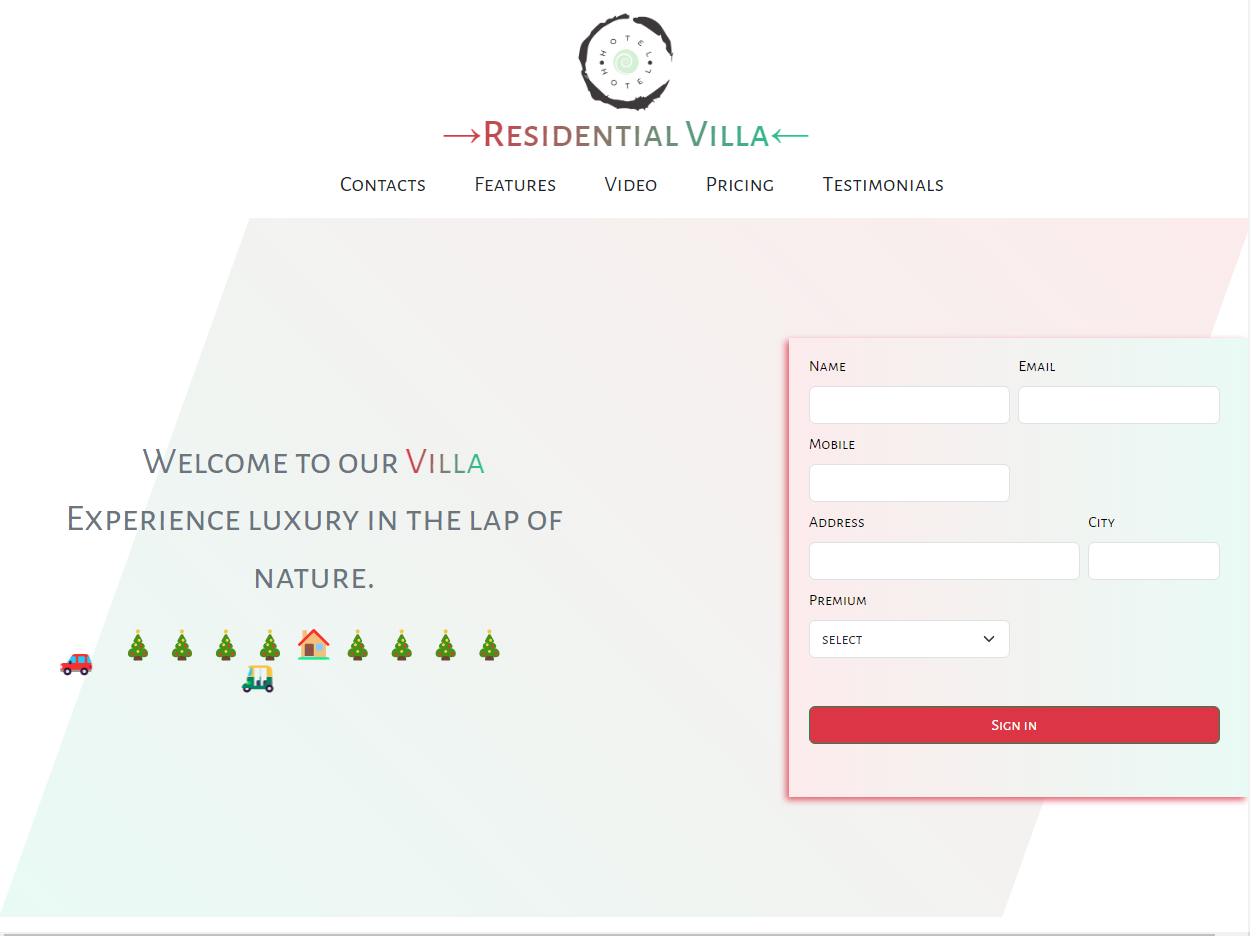 HOTEL HOTEL
→Residential Villa←
Contacts Features Video Pricing Testimonials
Name Email
Mobile
Welcome to our Villa
Experience luxury in the lap of
nature.
Address City
Premium
select
Sign in